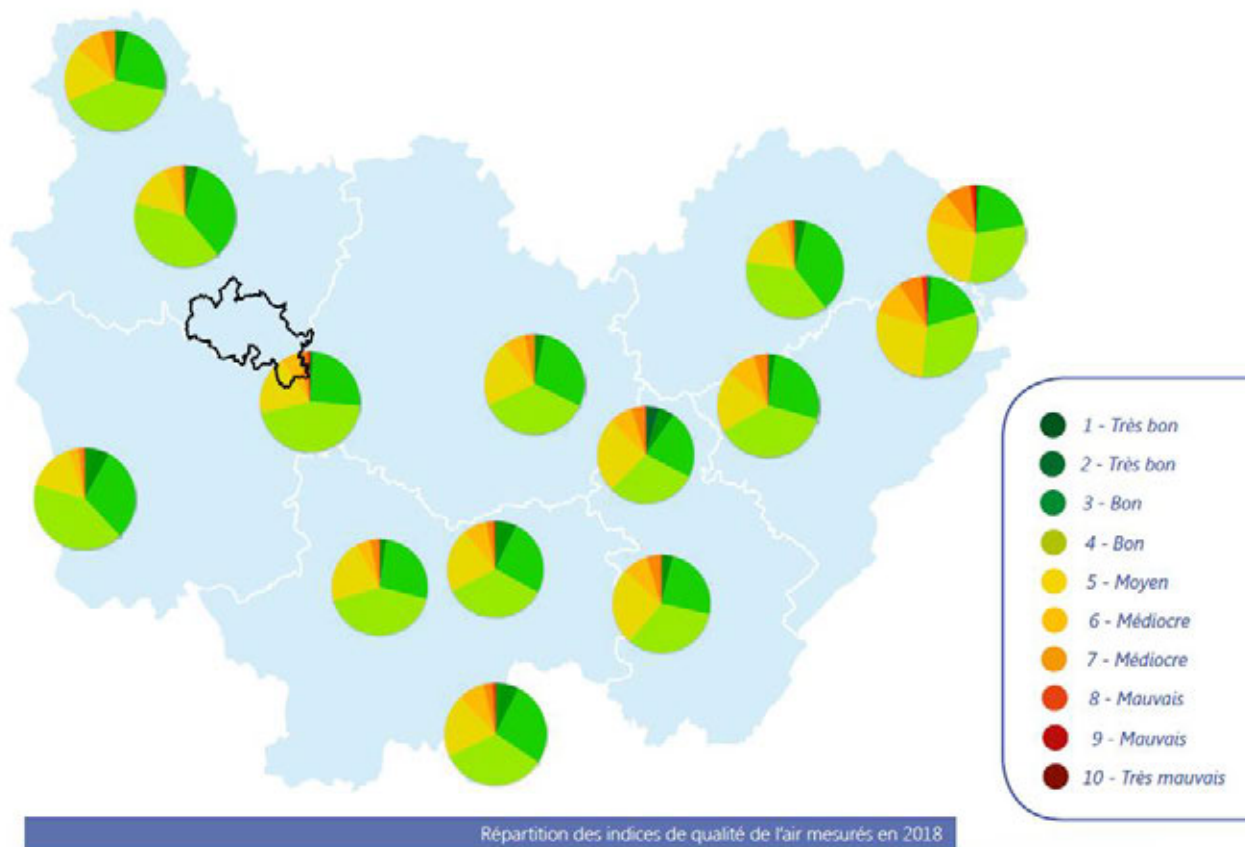 1 - Très bon
2 - Très bon
3 - Bon
4 - Bon
5 - Moyen
6 - Médiocre
7 - Médiocre
8 - Mauvais
9 - Mauvais
10 - Très mauvais
Répartition des indices de qualité de l'air mesurés en 2018